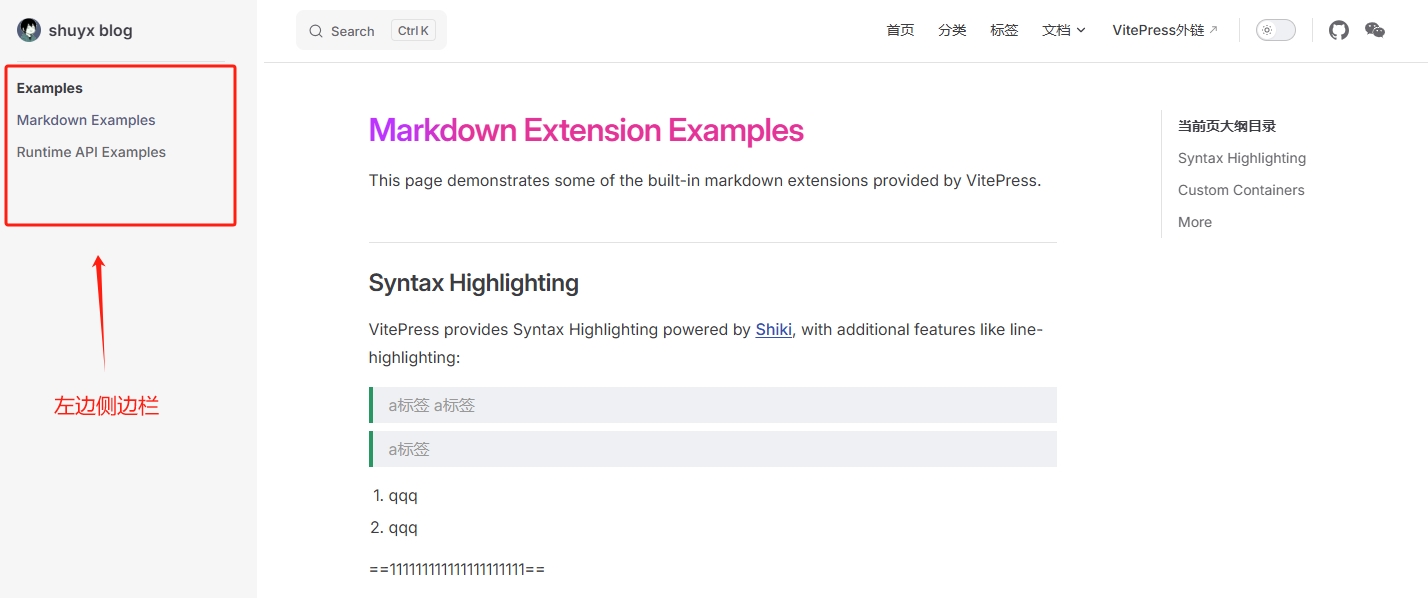 shuyx blog
Search Ctrl K
首页 分类 标签 文档 VitePress外链
Examples
Markdown Examples
Runtime API Examples
左边侧边栏
Markdown Extension Examples
This page demonstrates some of the built-in markdown extensions provided by VitePress.
Syntax Highlighting
VitePress provides Syntax Highlighting powered by Shiki, with additional features like line-
highlighting:
a标签 a标签
a标签
1. qqq
2. qqq
==111111111111111111111==
当前页大纲目录
Syntax Highlighting
Custom Containers
More